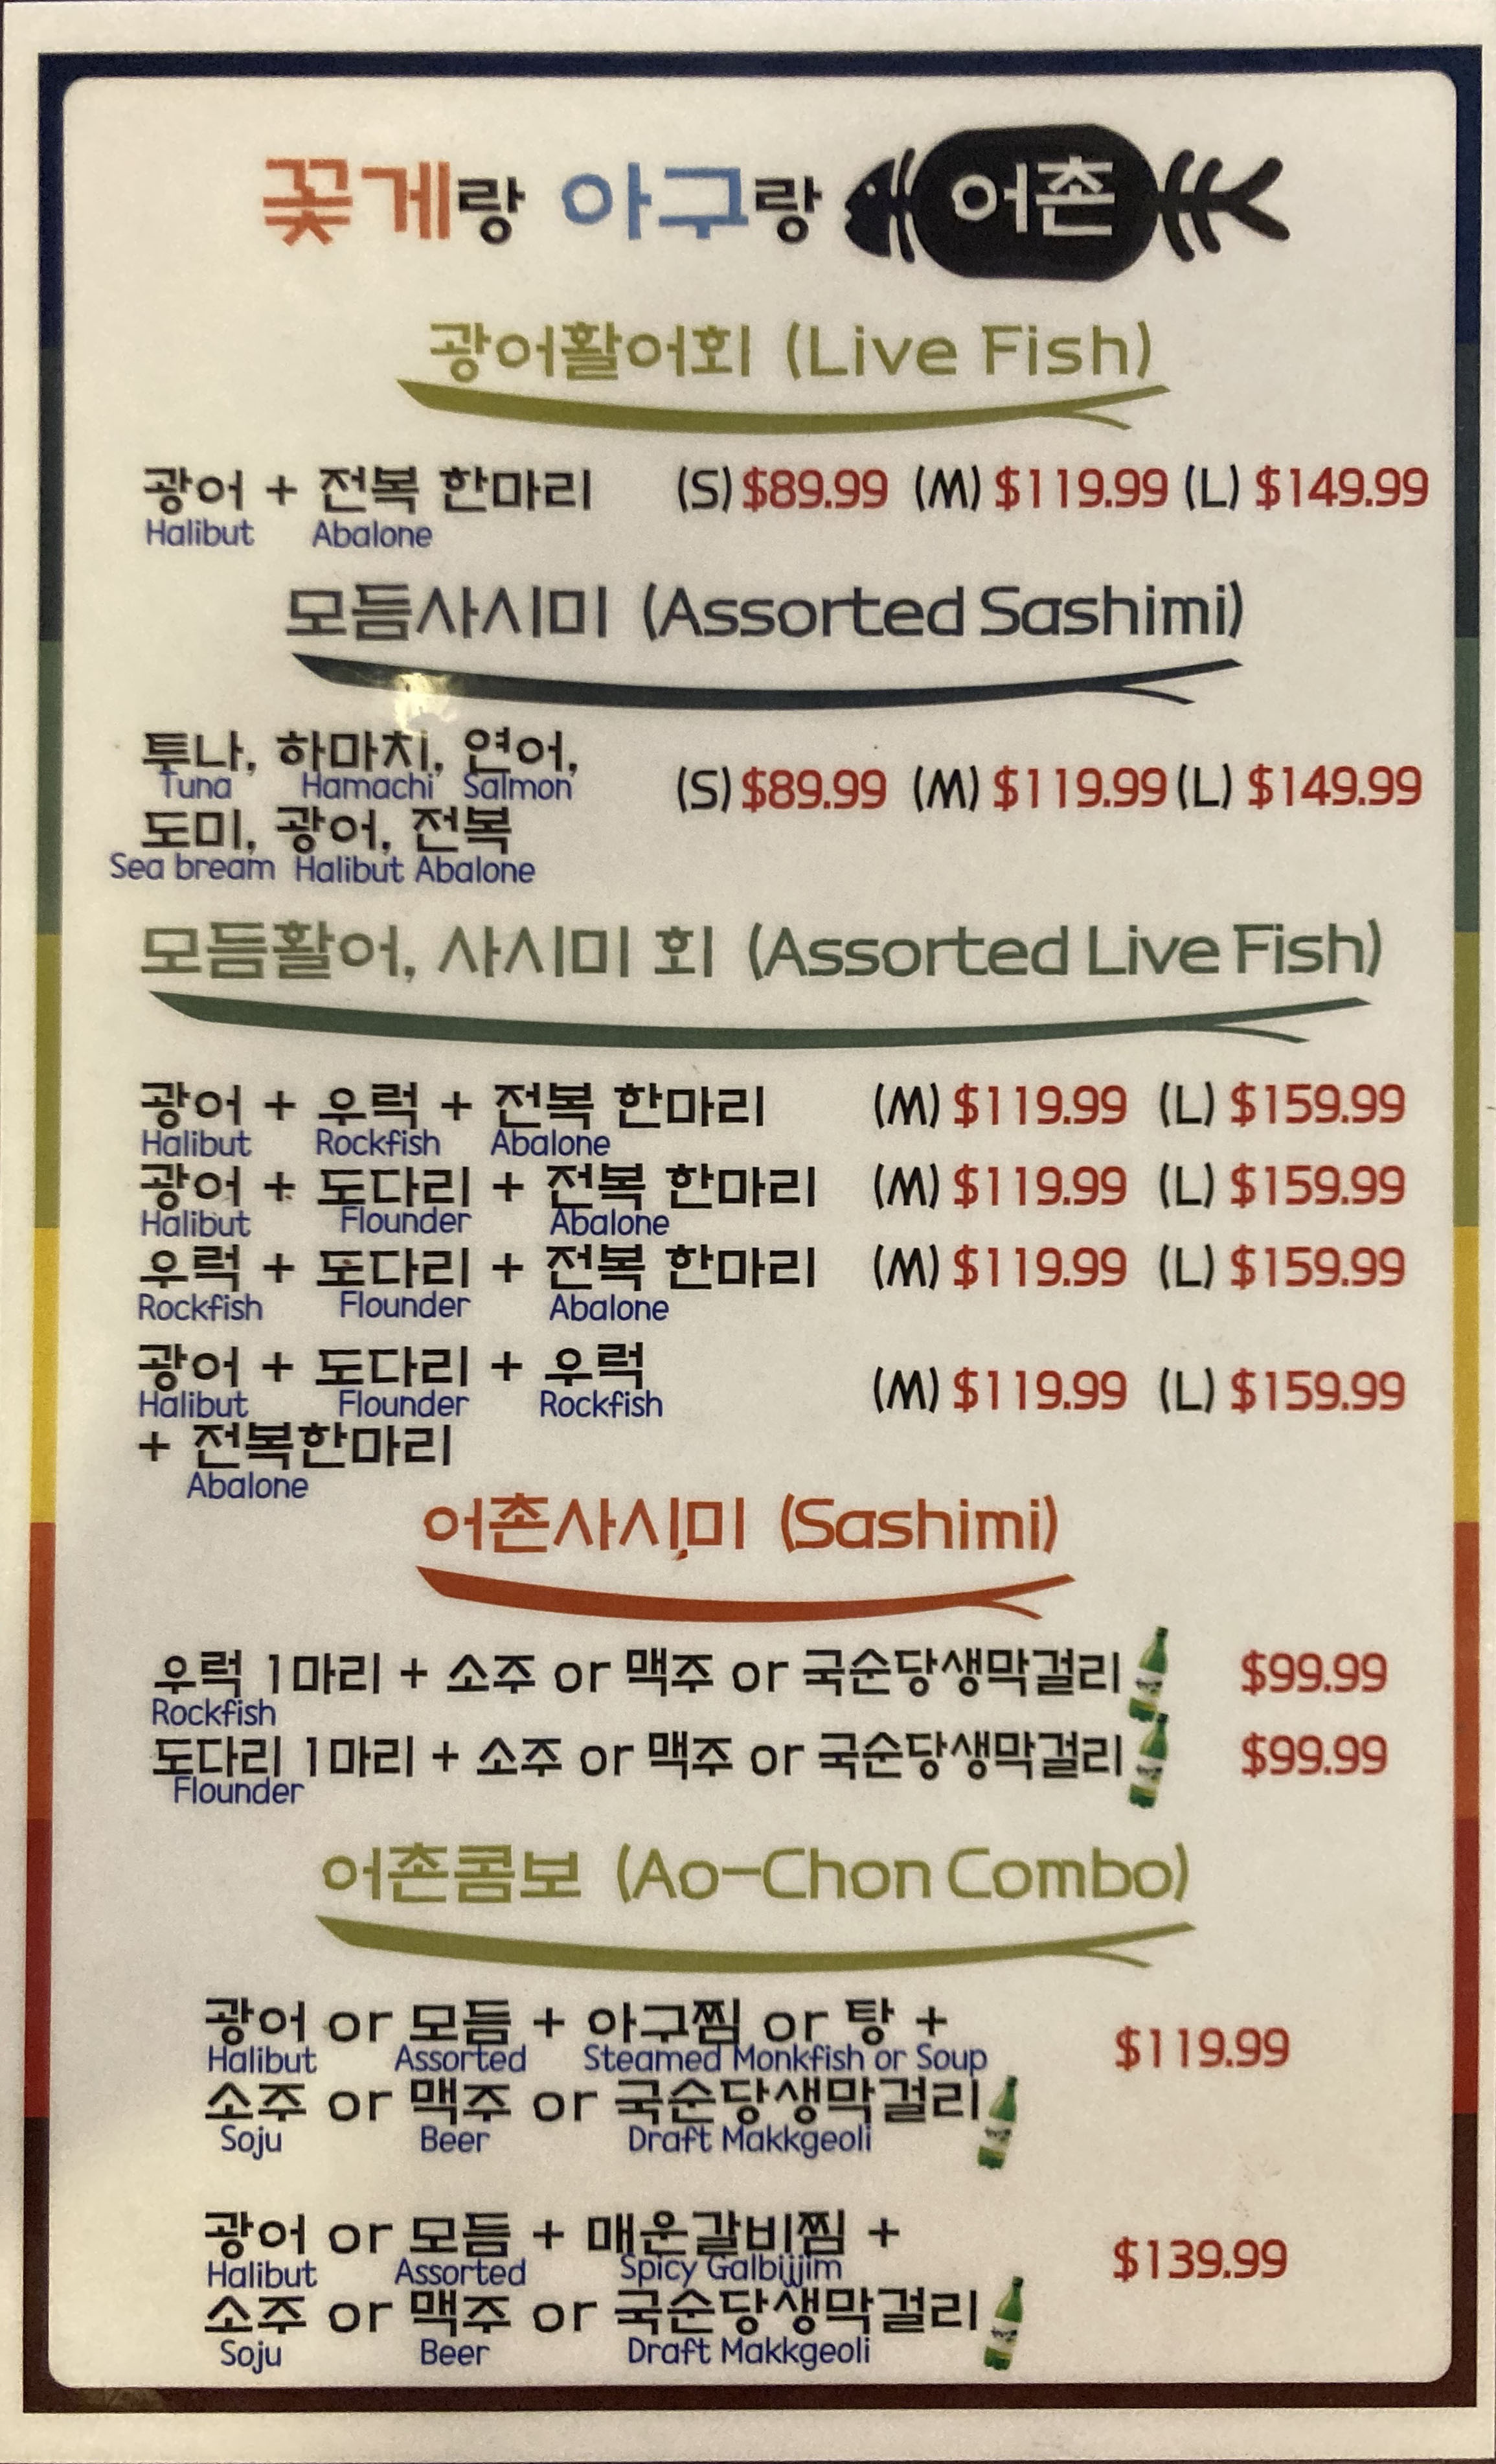 꽃게랑 아구랑 어촌
광어활어회 (Live Fish)
광어 + 전복 한마리 (S) $89.99 (M) $119.99 (L) $149.99
Halibut Abalone
모듬사시미 (Assorted Sashimi)
투나, 하마치, 연어,
Tuna Hamachi Salmon
(S) $89.99 (M) $119.99 (L) $149.99
도미, 광어, 전복
Sea bream Halibut Abalone
모듬활어, 사시미 회 (Assorted Live Fish)
광어 + 우럭 + 전복 한마리 (M) $119.99 (L) $159.99
Halibut Rockfish Abalone
광어 + 도다리 + 전복 한마리 (M) $119.99 (L) $159.99
Halibut Flounder Abalone
우럭 + 도다리 + 전복 한마리 (M) $119.99 (L) $159.99
Rockfish Flounder Abalone
광어 + 도다리 + 우럭 (M) $119.99 (L) $159.99
Halibut Flounder Rockfish
+ 전복한마리
Abalone
어촌사시미 (Sashimi)
우럭 1마리 + 소주 or 맥주 or 국순당생막걸리 $99.99
Rockfish
도다리 1마리 + 소주 or 맥주 or 국순당생막걸리 $99.99
Flounder
어촌콤보 (Ao-Chon Combo)
광어 or 모듬 + 아구찜 or 탕 + $119.99
Halibut Assorted Steamed Monkfish or Soup
소주 or 맥주 or 국순당생막걸리
Soju Beer Draft Makkgeoli
광어 or 모듬 + 매운갈비찜 + $139.99
Halibut Assorted Spicy Galbijjim
소주 or 맥주 or 국순당생막걸리
Soju Beer Draft Makkgeoli